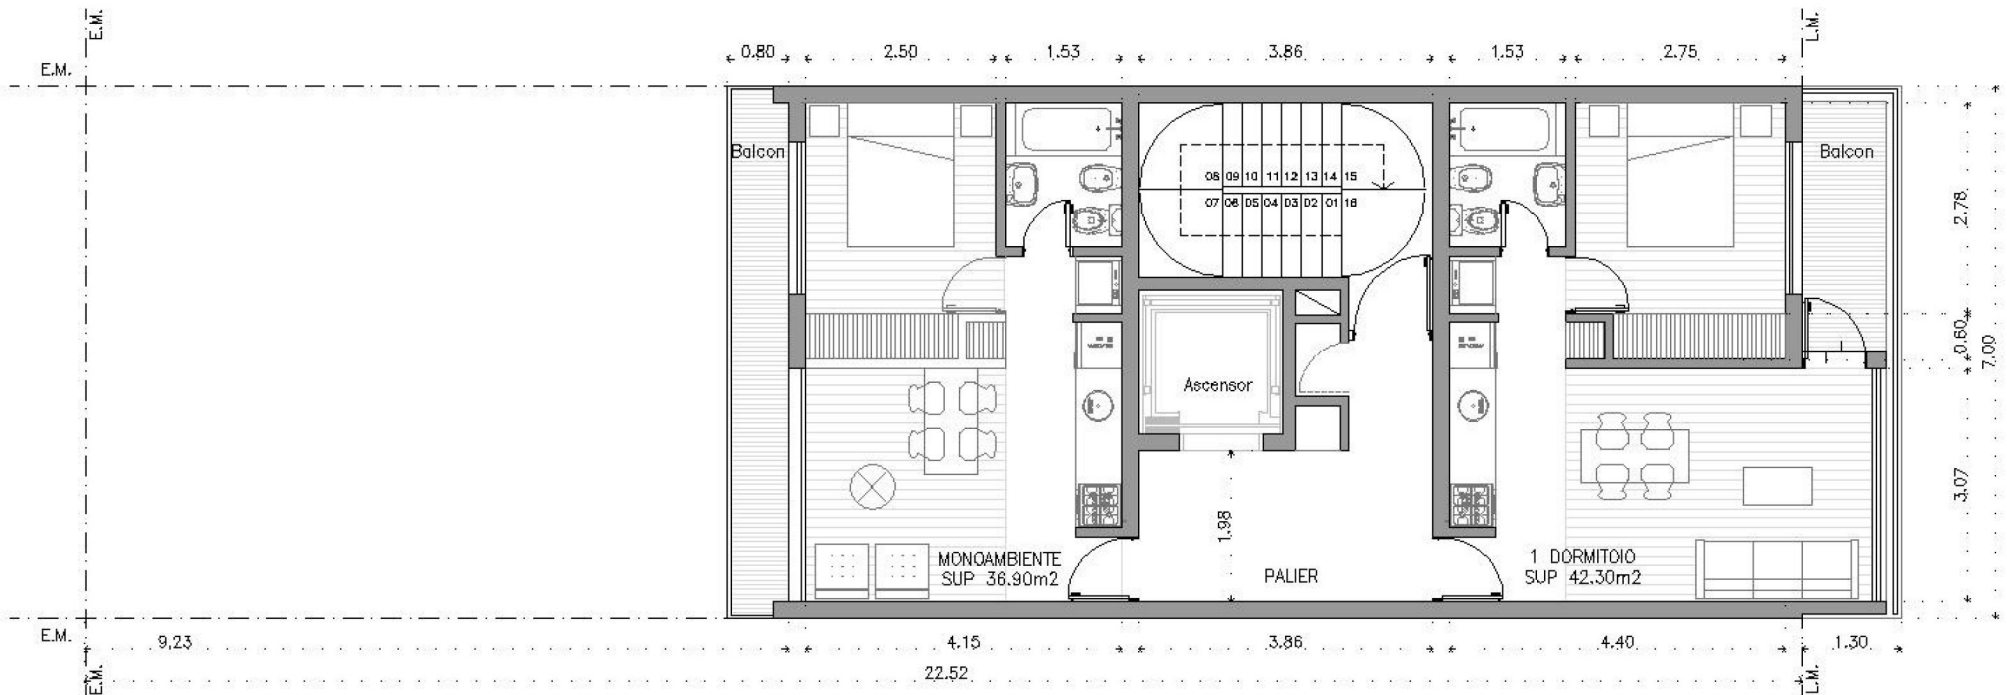 E.M.
L.M.
0.80 2.50 1.53 3.86 1.53 2.75
E.M.
Balcon
Balcon
08 09 10 11 12 13 14 15
07 06 05 04 03 02 01 16
2.78
0.60
7.00
Ascensor
3.07
1.98
MONOAMBIENTE
SUP 36.90m2
PALIER
1 DORMITOIO
SUP 42.30m2
E.M.
9,23 4.15 3.86 4.40 1.30
22.52
E.M.
L.M.